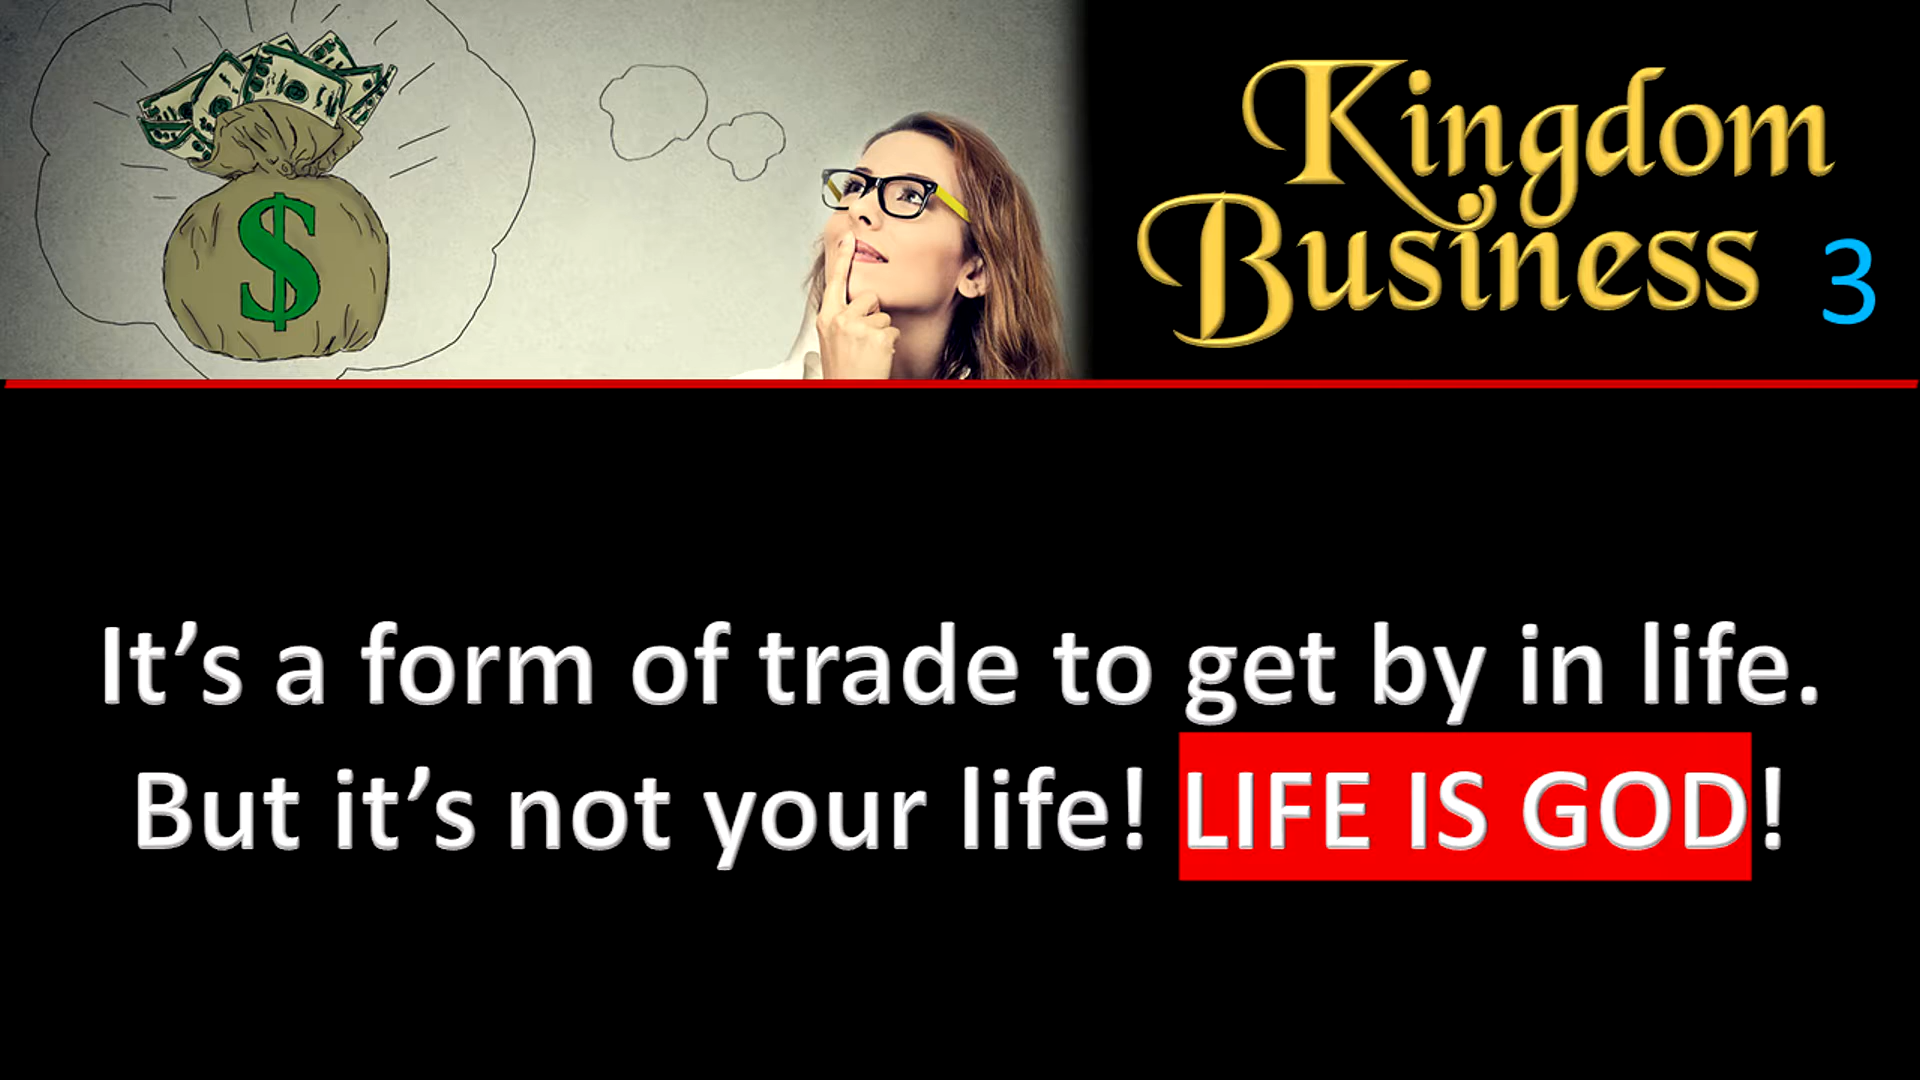 $
Kingdom
Business 3
It’s a form of trade to get by in life.
But it’s not your life! LIFE IS GOD!